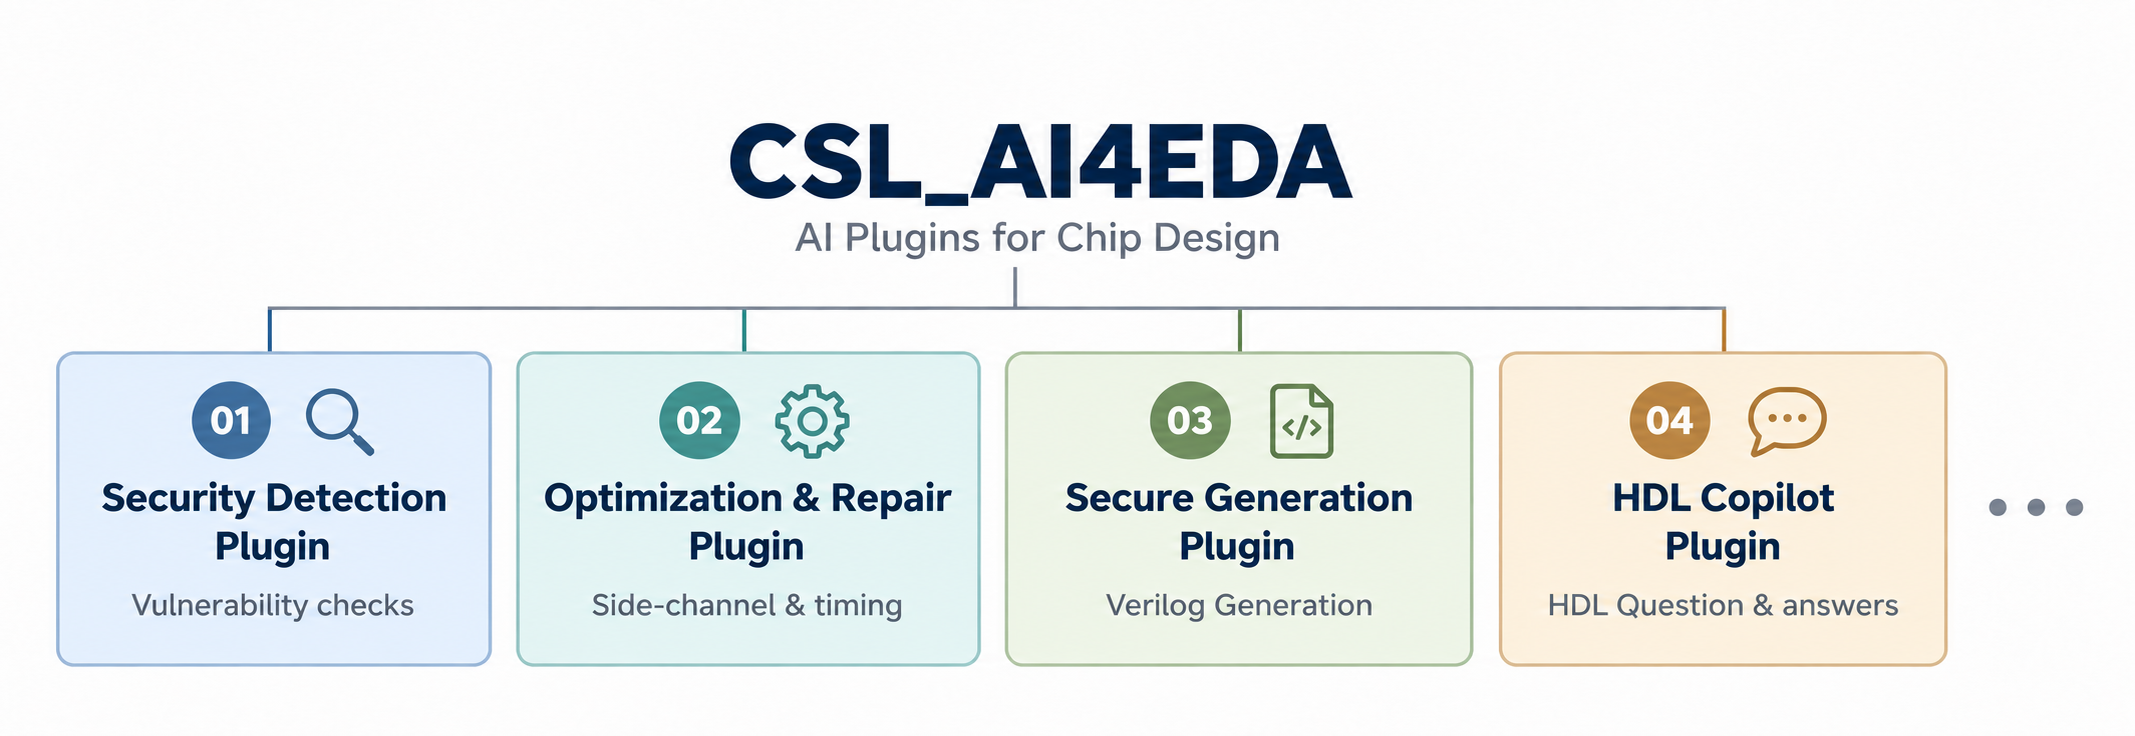 CSL_AI4EDA
AI Plugins for Chip Design
01
Security Detection
Plugin
Vulnerability checks
02
Optimization & Repair
Plugin
Side-channel & timing
03
</>
Secure Generation
Plugin
Verilog Generation
04
HDL Copilot
Plugin
HDL Question & answers